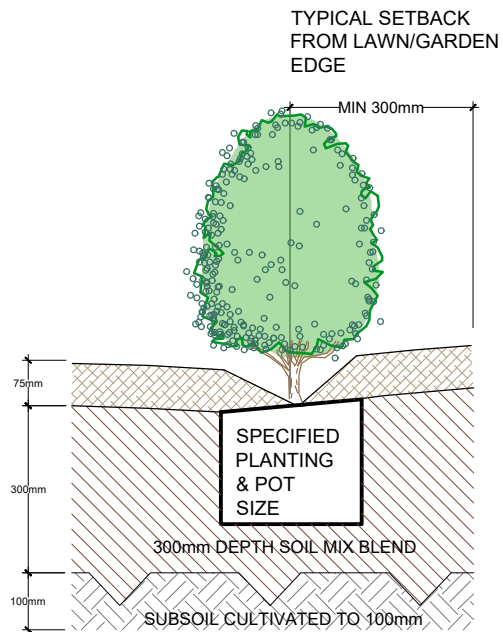 TYPICAL SETBACK
FROM LAWN/GARDEN
EDGE
MIN 300mm
75mm
SPECIFIED
PLANTING
& POT
SIZE
300mm
300mm DEPTH SOIL MIX BLEND
100mm
SUBSOIL CULTIVATED TO 100mm